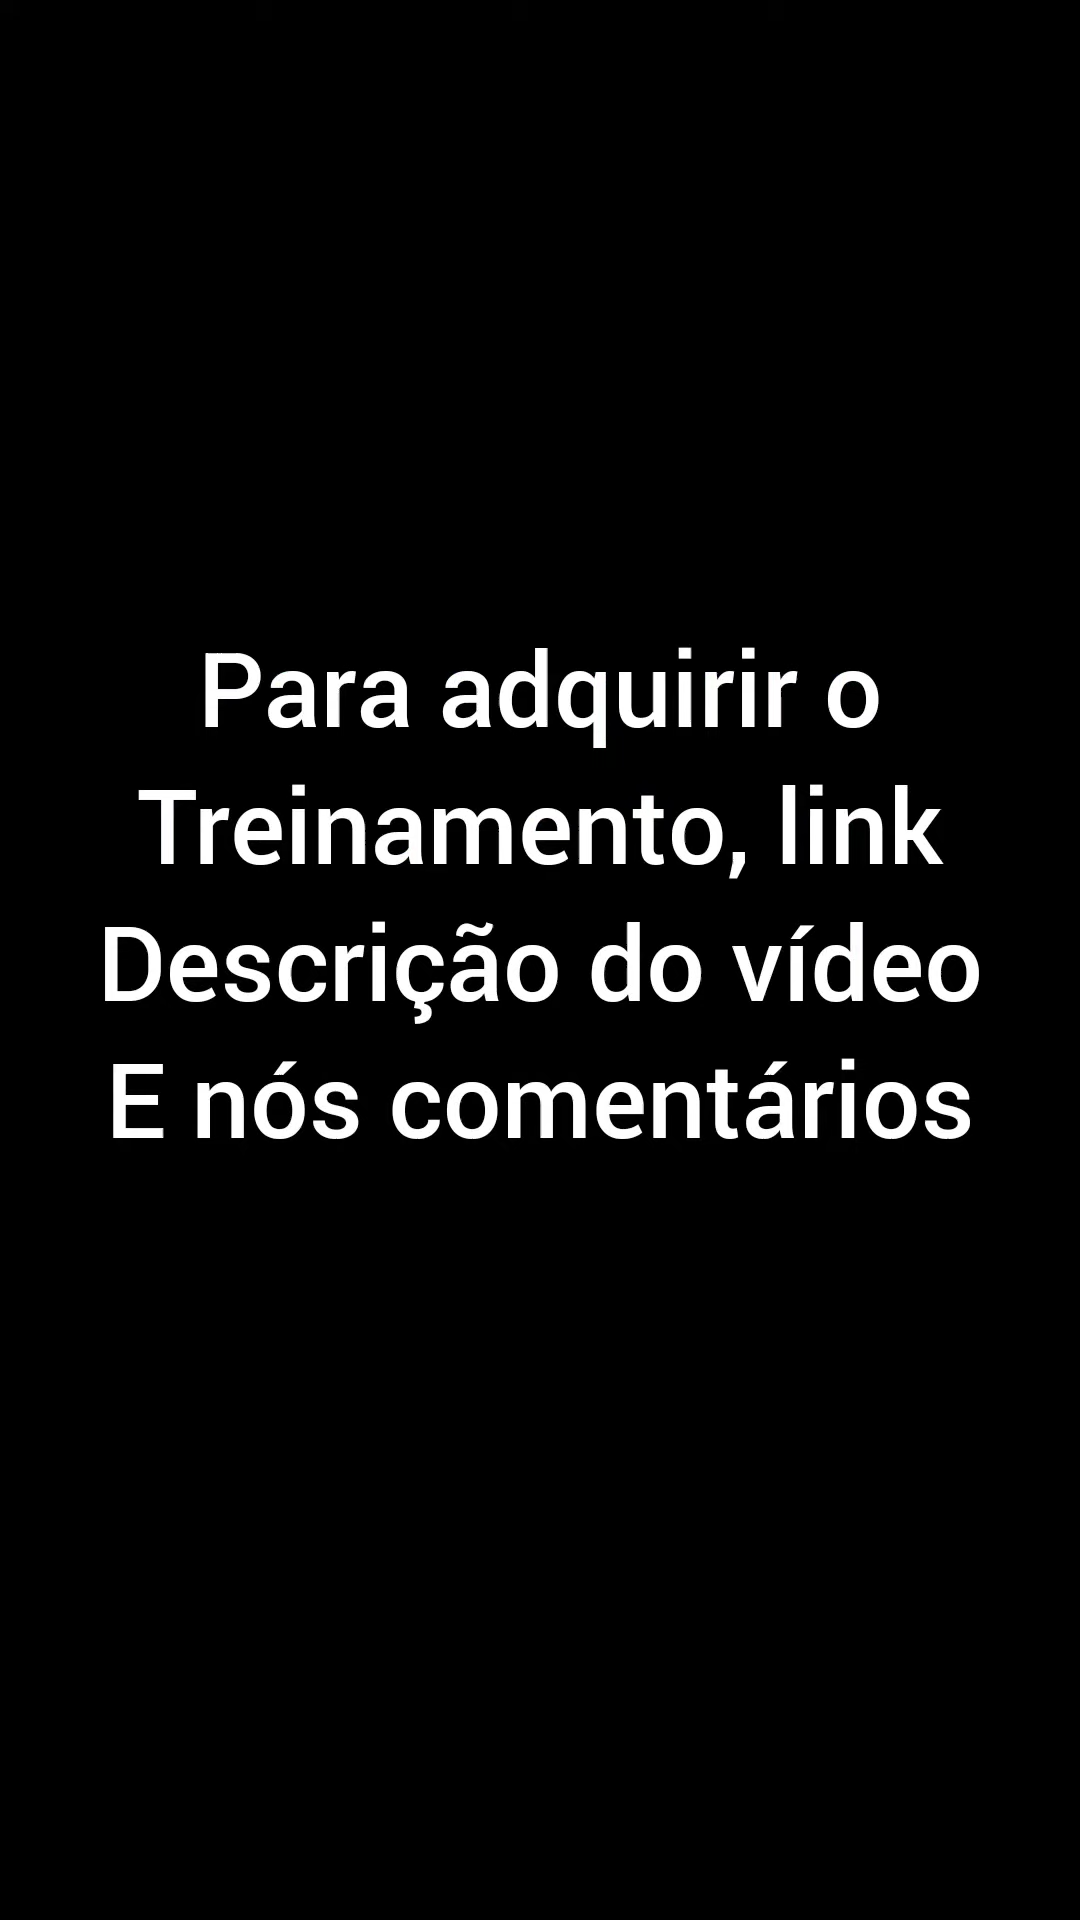 Para adquirir o
Treinamento, link
Descrição do vídeo
E nós comentários